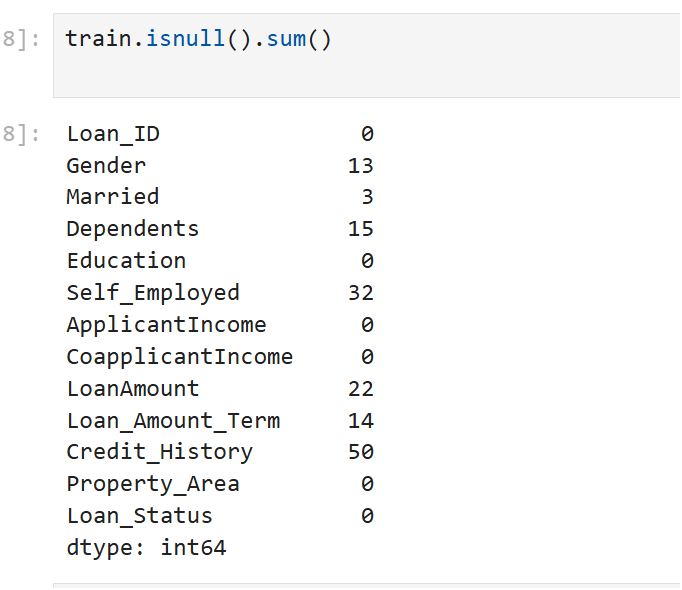 8]: train.isnull().sum()
8]: Loan_ID 0
Gender 13
Married 3
Dependents 15
Education 0
Self_Employed 32
ApplicantIncome 0
CoapplicantIncome 0
LoanAmount 22
Loan_Amount_Term 14
Credit_History 50
Property_Area 0
Loan_Status 0
dtype: int64